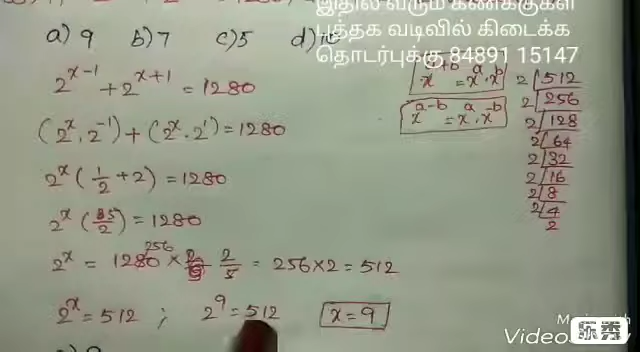 இதில் வரும் கணக்குகள்
புத்தக வடிவில் கிடைக்க
தொடர்புக்கு 84891 15147
a) 9 b) 7 c) 5 d)
2^{x-1} + 2^{x+1} = 1280
(2^x · 2^{-1}) + (2^x · 2^1) = 1280
2^x (1/2 + 2) = 1280
2^x (5/2) = 1280
2^x = 1280 × 2/5 = 256 × 2 = 512
256
2^x = 512 ; 2^9 = 512 x = 9
x^{a+b} = x^a · x^b
x^{a-b} = x^a · x^{-b}
2 512
2 256
2 128
2 64
2 32
2 16
2 8
2 4
2
Video
乐秀